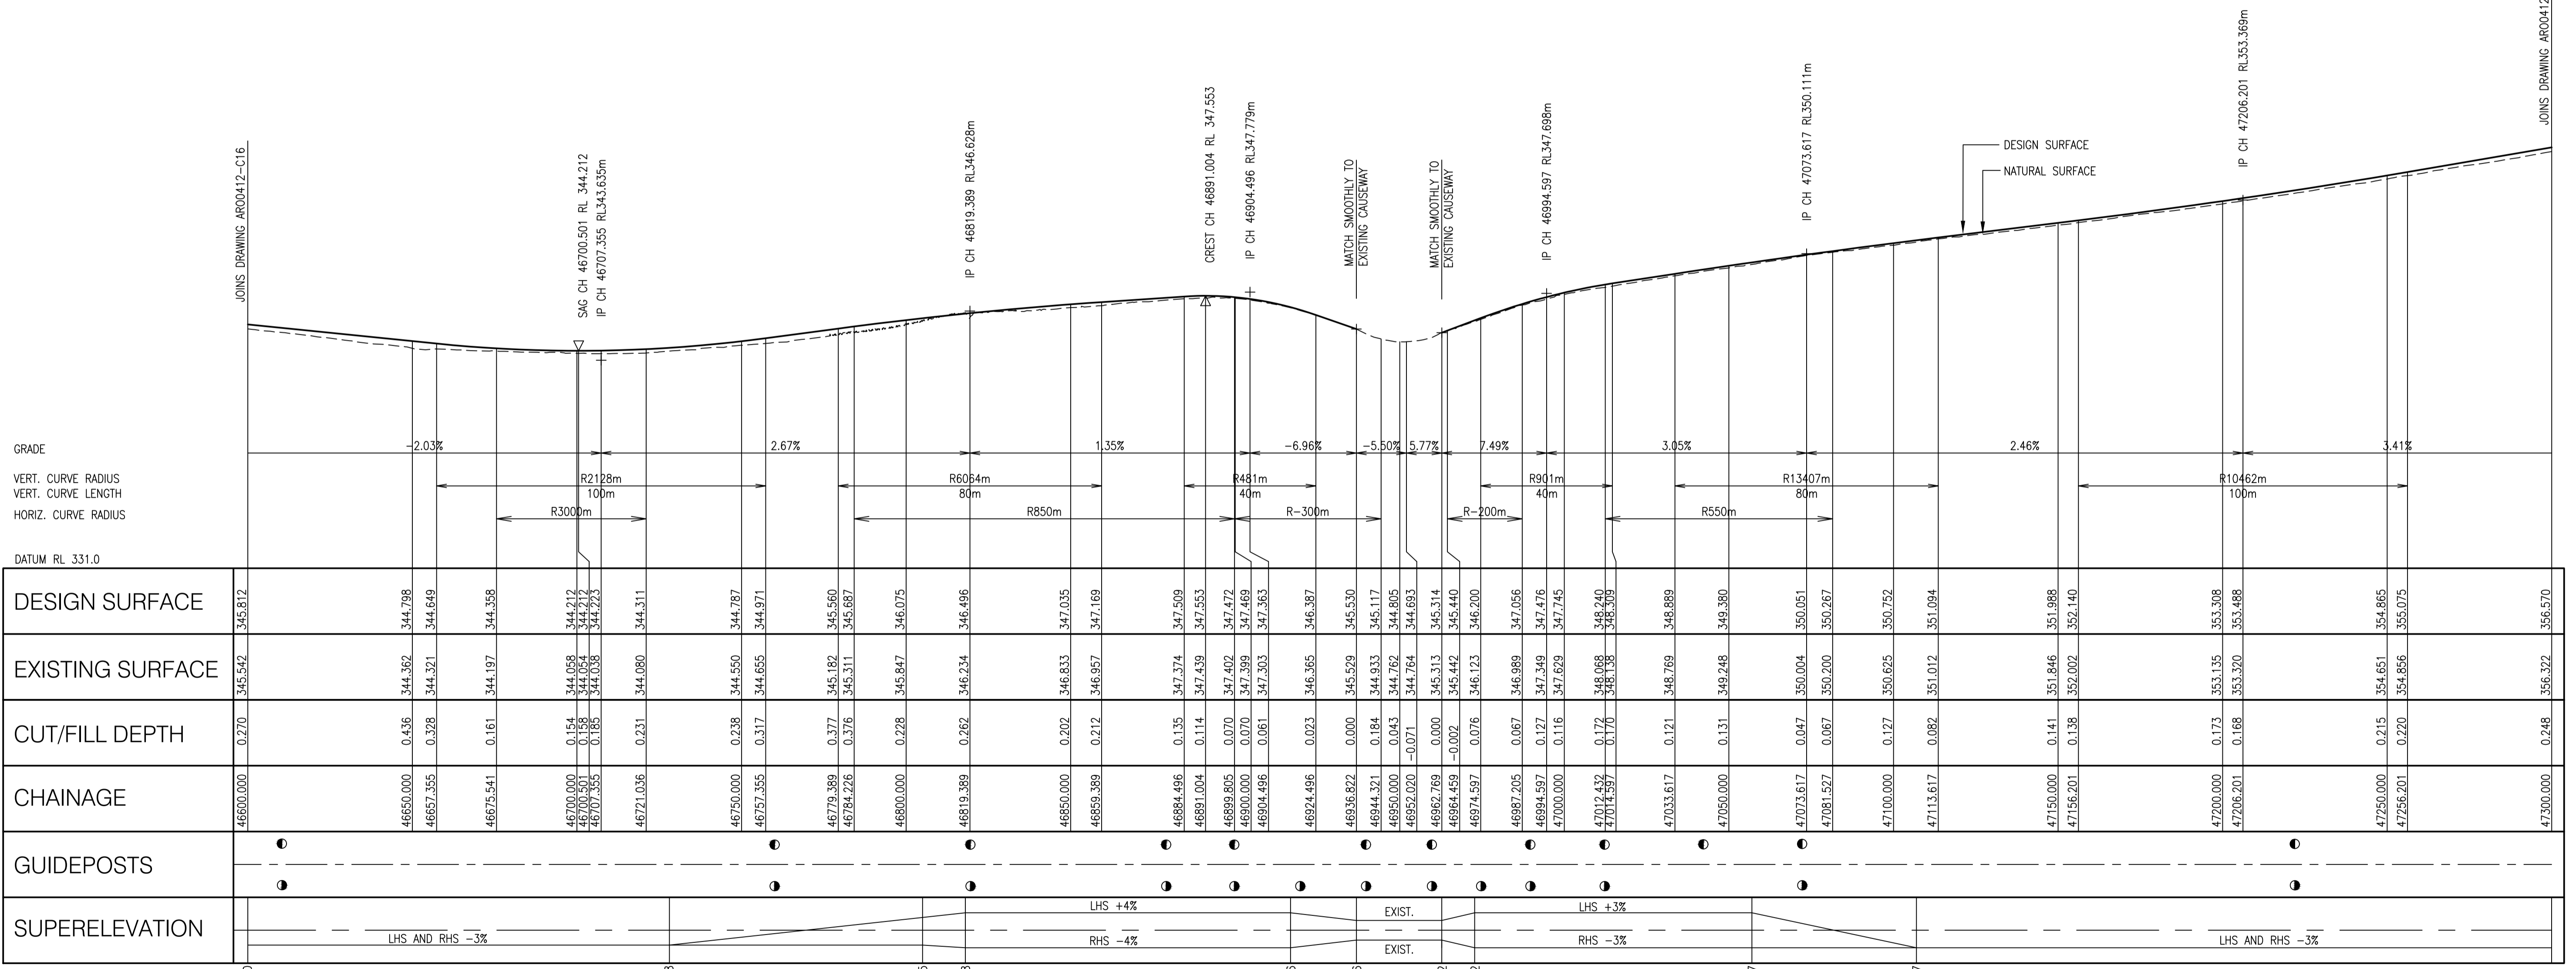 JOINS DRAWING ARO0412-C16
SAG CH 46700.501 RL 344.212
IP CH 46707.355 RL343.635m
IP CH 46819.389 RL346.628m
CREST CH 46891.004 RL 347.553
IP CH 46904.496 RL347.779m
MATCH SMOOTHLY TO
EXISTING CAUSEWAY
MATCH SMOOTHLY TO
EXISTING CAUSEWAY
IP CH 46994.597 RL347.698m
IP CH 47073.617 RL350.111m
DESIGN SURFACE
NATURAL SURFACE
IP CH 47206.201 RL353.369m
JOINS DRAWING ARO0412
GRADE -2.03% 2.67% 1.35% -6.96% -5.50% 5.77% 7.49% 3.05% 2.46% 3.41%
VERT. CURVE RADIUS R2128m R6064m R481m R901m R13407m R10462m
VERT. CURVE LENGTH 100m 80m 40m 40m 80m 100m
HORIZ. CURVE RADIUS R3000m R850m R-300m R-200m R550m
DATUM RL 331.0
DESIGN SURFACE 345.812 344.798 344.649 344.358 344.212 344.212 344.223 344.311 344.787 344.971 345.560 345.687 346.075 346.496 347.035 347.169 347.509 347.553 347.472 347.469 347.363 346.387 345.530 345.117 344.805 344.693 345.314 345.440 346.200 347.056 347.476 347.745 348.240 348.309 348.889 349.380 350.051 350.267 350.752 351.094 351.988 352.140 353.308 353.488 354.865 355.075 356.570
EXISTING SURFACE 345.542 344.362 344.321 344.197 344.058 344.054 344.038 344.080 344.550 344.655 345.182 345.311 345.847 346.234 346.833 346.957 347.374 347.439 347.402 347.399 347.303 346.365 345.529 344.933 344.762 344.764 345.313 345.442 346.123 346.989 347.349 347.629 348.068 348.138 348.769 349.248 350.004 350.200 350.625 351.012 351.846 352.002 353.135 353.320 354.651 354.856 356.322
CUT/FILL DEPTH 0.270 0.436 0.328 0.161 0.154 0.158 0.185 0.231 0.238 0.317 0.377 0.376 0.228 0.262 0.202 0.212 0.135 0.114 0.070 0.070 0.061 0.023 0.000 0.184 0.043 -0.071 0.000 -0.002 0.076 0.067 0.127 0.116 0.172 0.170 0.121 0.131 0.047 0.067 0.127 0.082 0.141 0.138 0.173 0.168 0.215 0.220 0.248
CHAINAGE 46600.000 46650.000 46657.355 46675.541 46700.000 46700.501 46707.355 46721.036 46750.000 46757.355 46779.389 46784.226 46800.000 46819.389 46850.000 46859.389 46884.496 46891.004 46899.805 46900.000 46904.496 46924.496 46936.822 46944.321 46950.000 46952.020 46962.769 46964.459 46974.597 46987.205 46994.597 47000.000 47012.432 47014.597 47033.617 47050.000 47073.617 47081.527 47100.000 47113.617 47150.000 47156.201 47200.000 47206.201 47250.000 47256.201 47300.000
GUIDEPOSTS
SUPERELEVATION
LHS AND RHS -3%
LHS +4%
RHS -4%
EXIST.
EXIST.
LHS +3%
RHS -3%
LHS AND RHS -3%